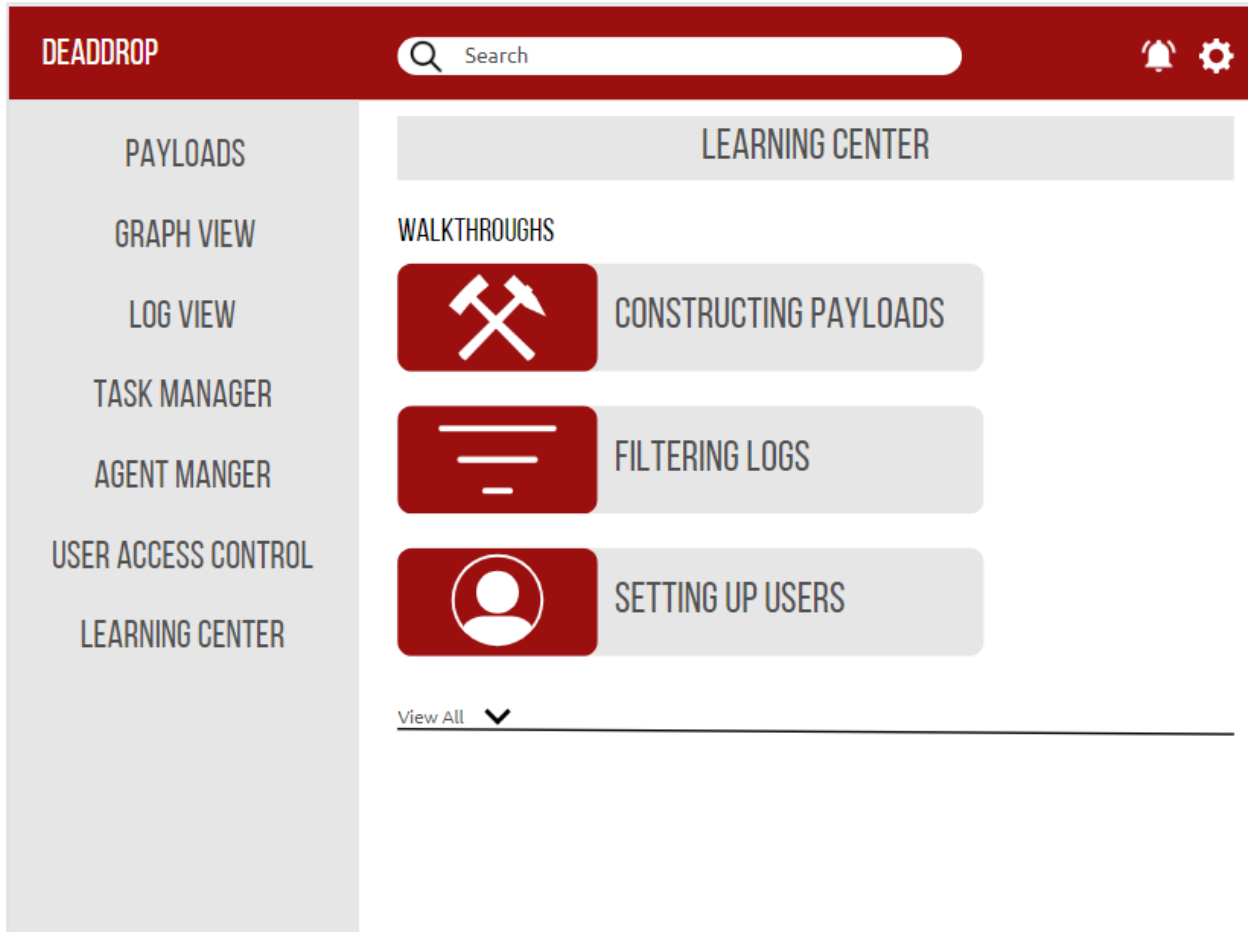 DEADDROP
Search
PAYLOADS
GRAPH VIEW
LOG VIEW
TASK MANAGER
AGENT MANGER
USER ACCESS CONTROL
LEARNING CENTER
LEARNING CENTER
WALKTHROUGHS
CONSTRUCTING PAYLOADS
FILTERING LOGS
SETTING UP USERS
View All